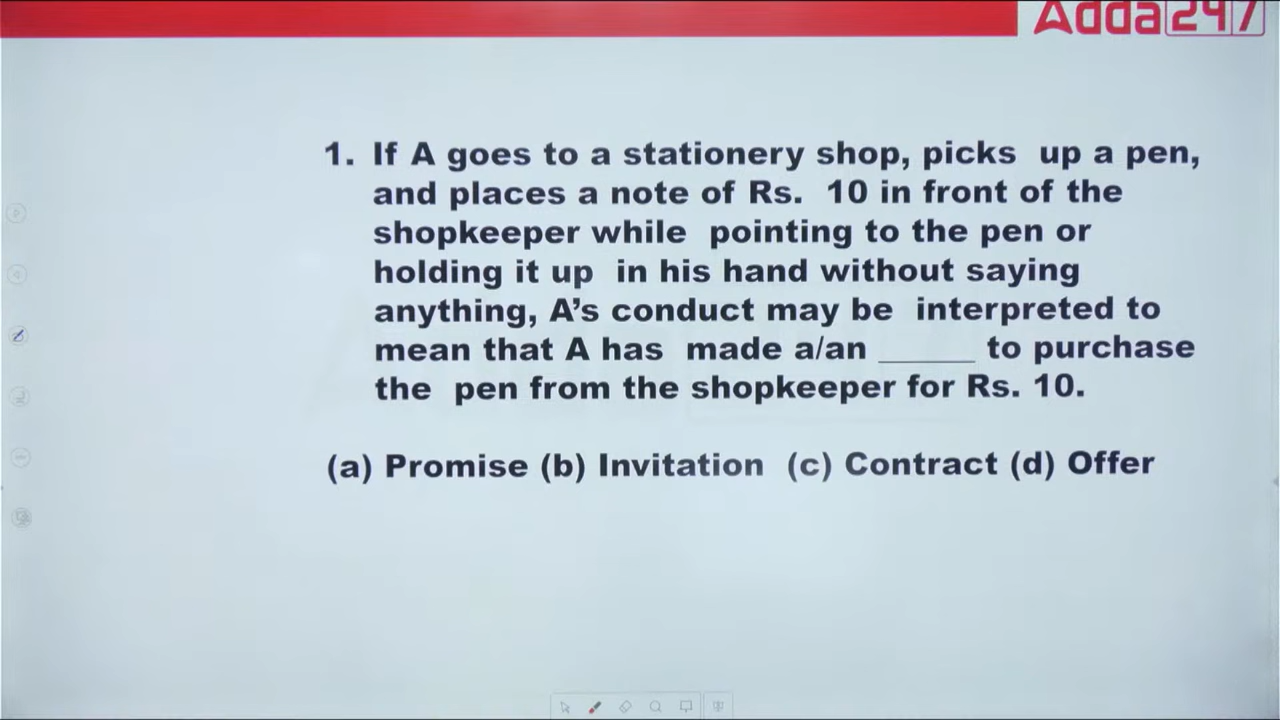 Adda247
1. If A goes to a stationery shop, picks up a pen,
and places a note of Rs. 10 in front of the
shopkeeper while pointing to the pen or
holding it up in his hand without saying
anything, A’s conduct may be interpreted to
mean that A has made a/an ______ to purchase
the pen from the shopkeeper for Rs. 10.
(a) Promise (b) Invitation (c) Contract (d) Offer